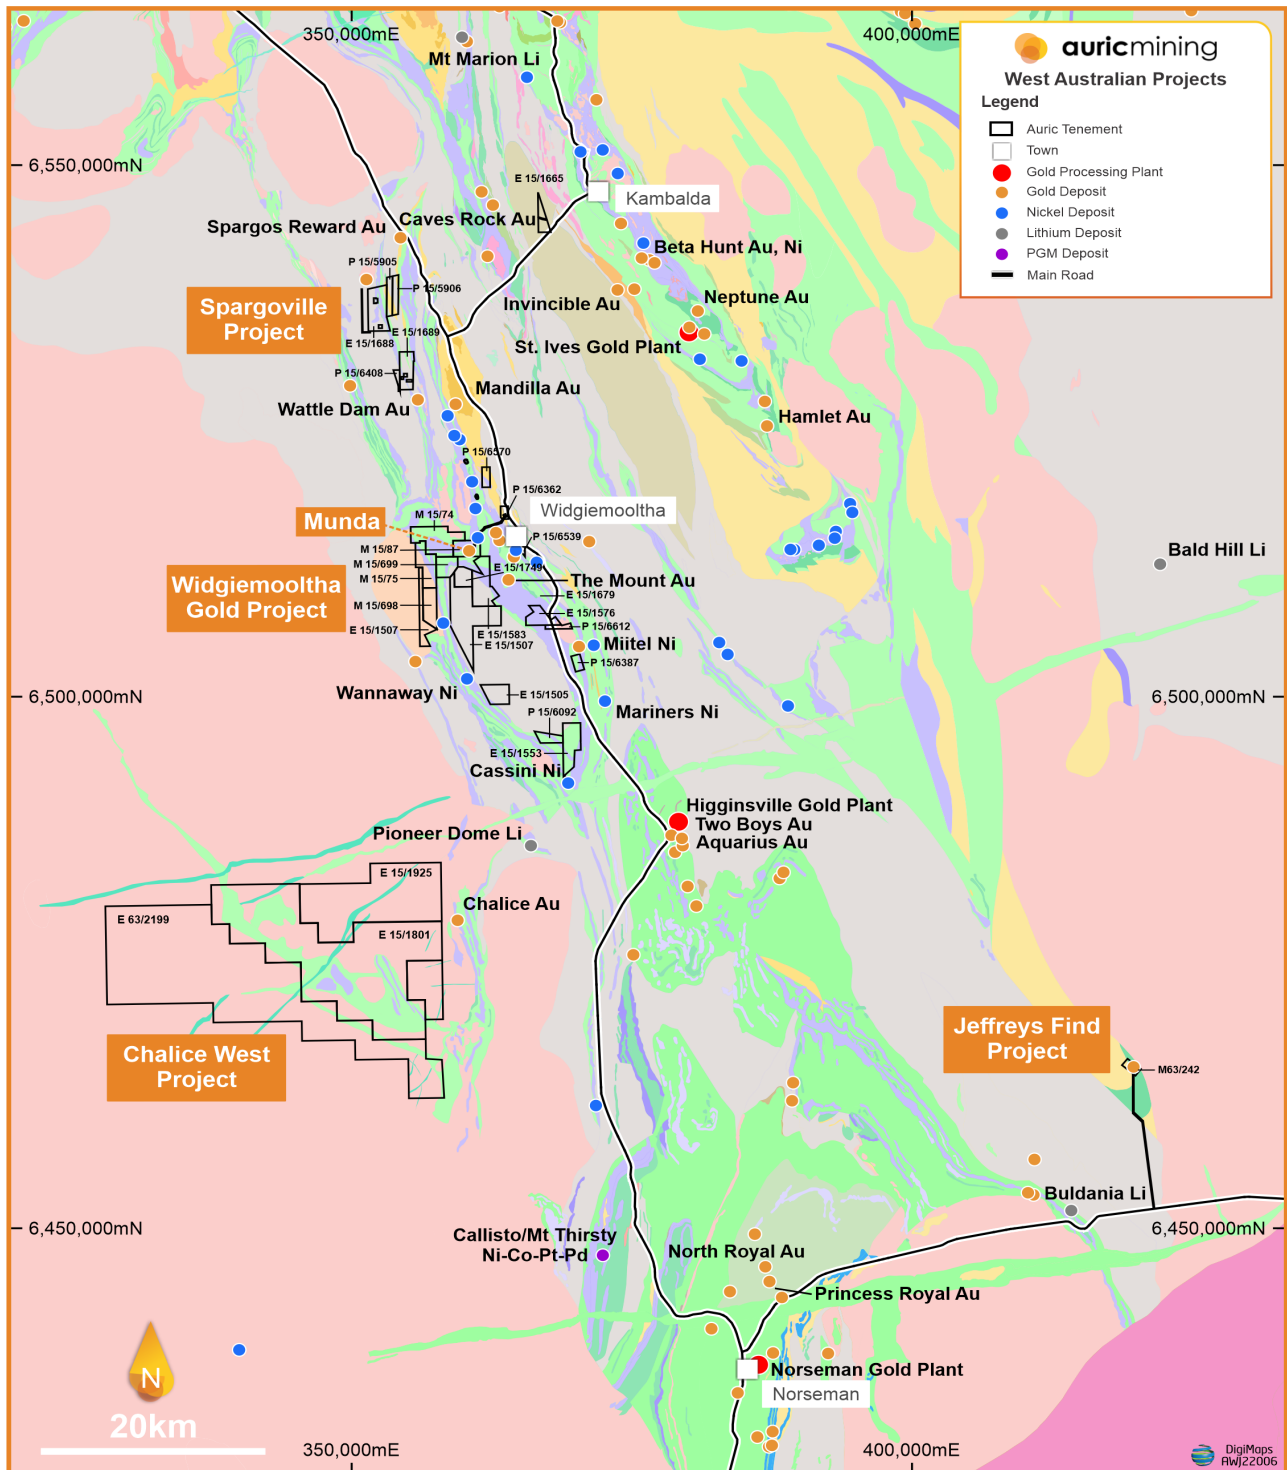 350,000mE
400,000mE
auricmining
West Australian Projects
Legend
Auric Tenement
Town
Gold Processing Plant
Gold Deposit
Nickel Deposit
Lithium Deposit
PGM Deposit
Main Road
Mt Marion Li
6,550,000mN
E 15/1665
Kambalda
Spargos Reward Au
Caves Rock Au
Beta Hunt Au, Ni
P 15/5905
P 15/5906
Spargoville
Project
Invincible Au
Neptune Au
E 15/1689
E 15/1688
St. Ives Gold Plant
P 15/6408
Mandilla Au
Wattle Dam Au
Hamlet Au
P 15/6570
P 15/6362
Widgiemooltha
Munda
M 15/74
P 15/6539
M 15/87
M 15/699
M 15/75
E 15/1749
The Mount Au
Bald Hill Li
Widgiemooltha
Gold Project
E 15/1679
M 15/698
E 15/1576
P 15/6612
E 15/1507
E 15/1583
E 15/1507
Miitel Ni
P 15/6387
Wannaway Ni
E 15/1505
6,500,000mN
6,500,000mN
P 15/6092
Mariners Ni
E 15/1553
Cassini Ni
Higginsville Gold Plant
Two Boys Au
Aquarius Au
Pioneer Dome Li
E 15/1925
Chalice Au
E 63/2199
E 15/1801
Chalice West
Project
Jeffreys Find
Project
M63/242
Buldania Li
6,450,000mN
6,450,000mN
Callisto/Mt Thirsty
Ni-Co-Pt-Pd
North Royal Au
Princess Royal Au
N
Norseman Gold Plant
Norseman
20km
350,000mE
400,000mE
DigiMaps
AWJ22006